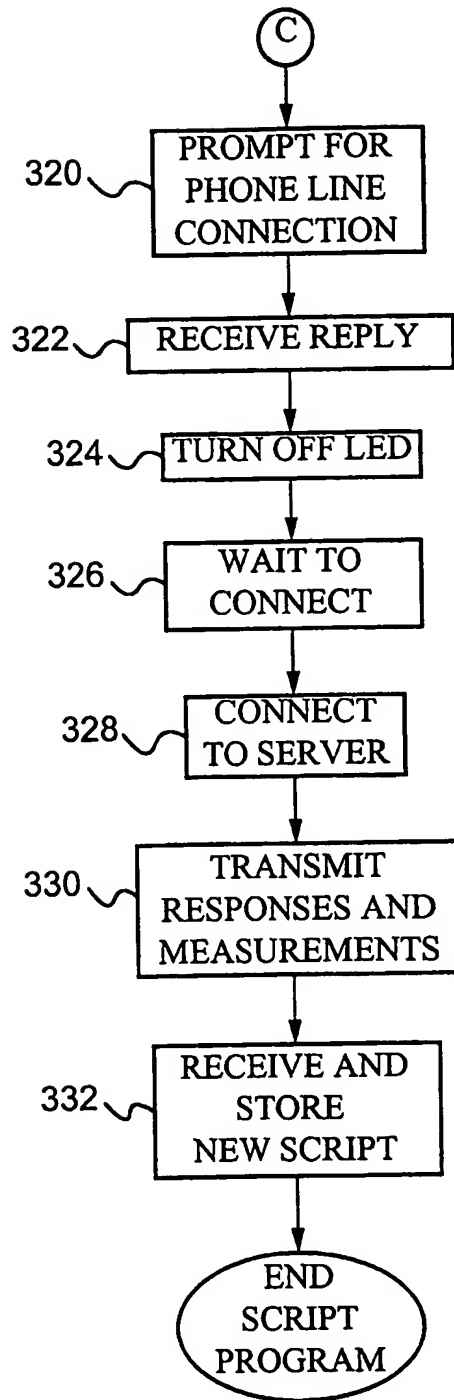 C
320
PROMPT FOR
PHONE LINE
CONNECTION
322
RECEIVE REPLY
324
TURN OFF LED
326
WAIT TO
CONNECT
328
CONNECT
TO SERVER
330
TRANSMIT
RESPONSES AND
MEASUREMENTS
332
RECEIVE AND
STORE
NEW SCRIPT
END
SCRIPT
PROGRAM